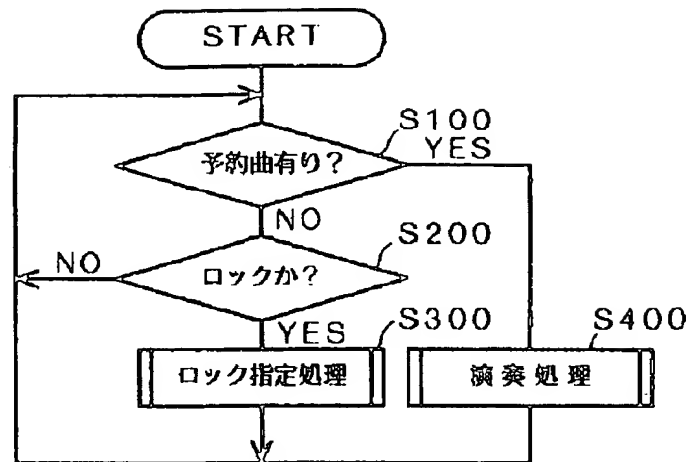 START
S100
予約曲有り?
YES
NO
S200
NO
ロックか?
YES
S300
S400
ロック指定処理
演奏処理